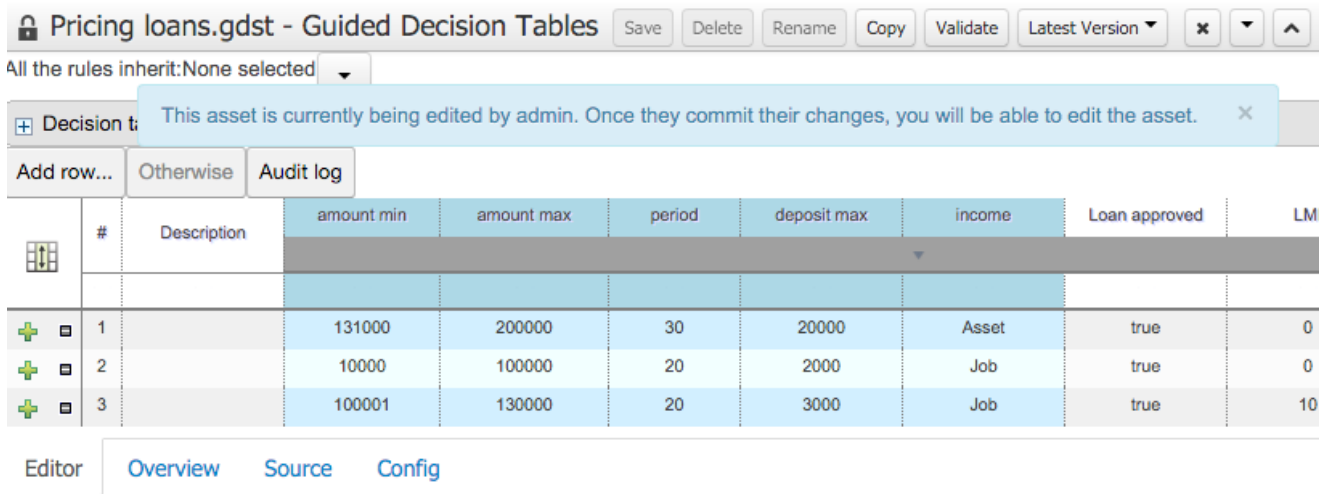 Pricing loans.gdst - Guided Decision Tables Save Delete Rename Copy Validate Latest Version
All the rules inherit:None selected
This asset is currently being edited by admin. Once they commit their changes, you will be able to edit the asset.
Decision
Add row... Otherwise Audit log
# Description amount min amount max period deposit max income Loan approved
1 131000 200000 30 20000 Asset true 0
2 10000 100000 20 2000 Job true 0
3 100001 130000 20 3000 Job true 10
Editor Overview Source Config